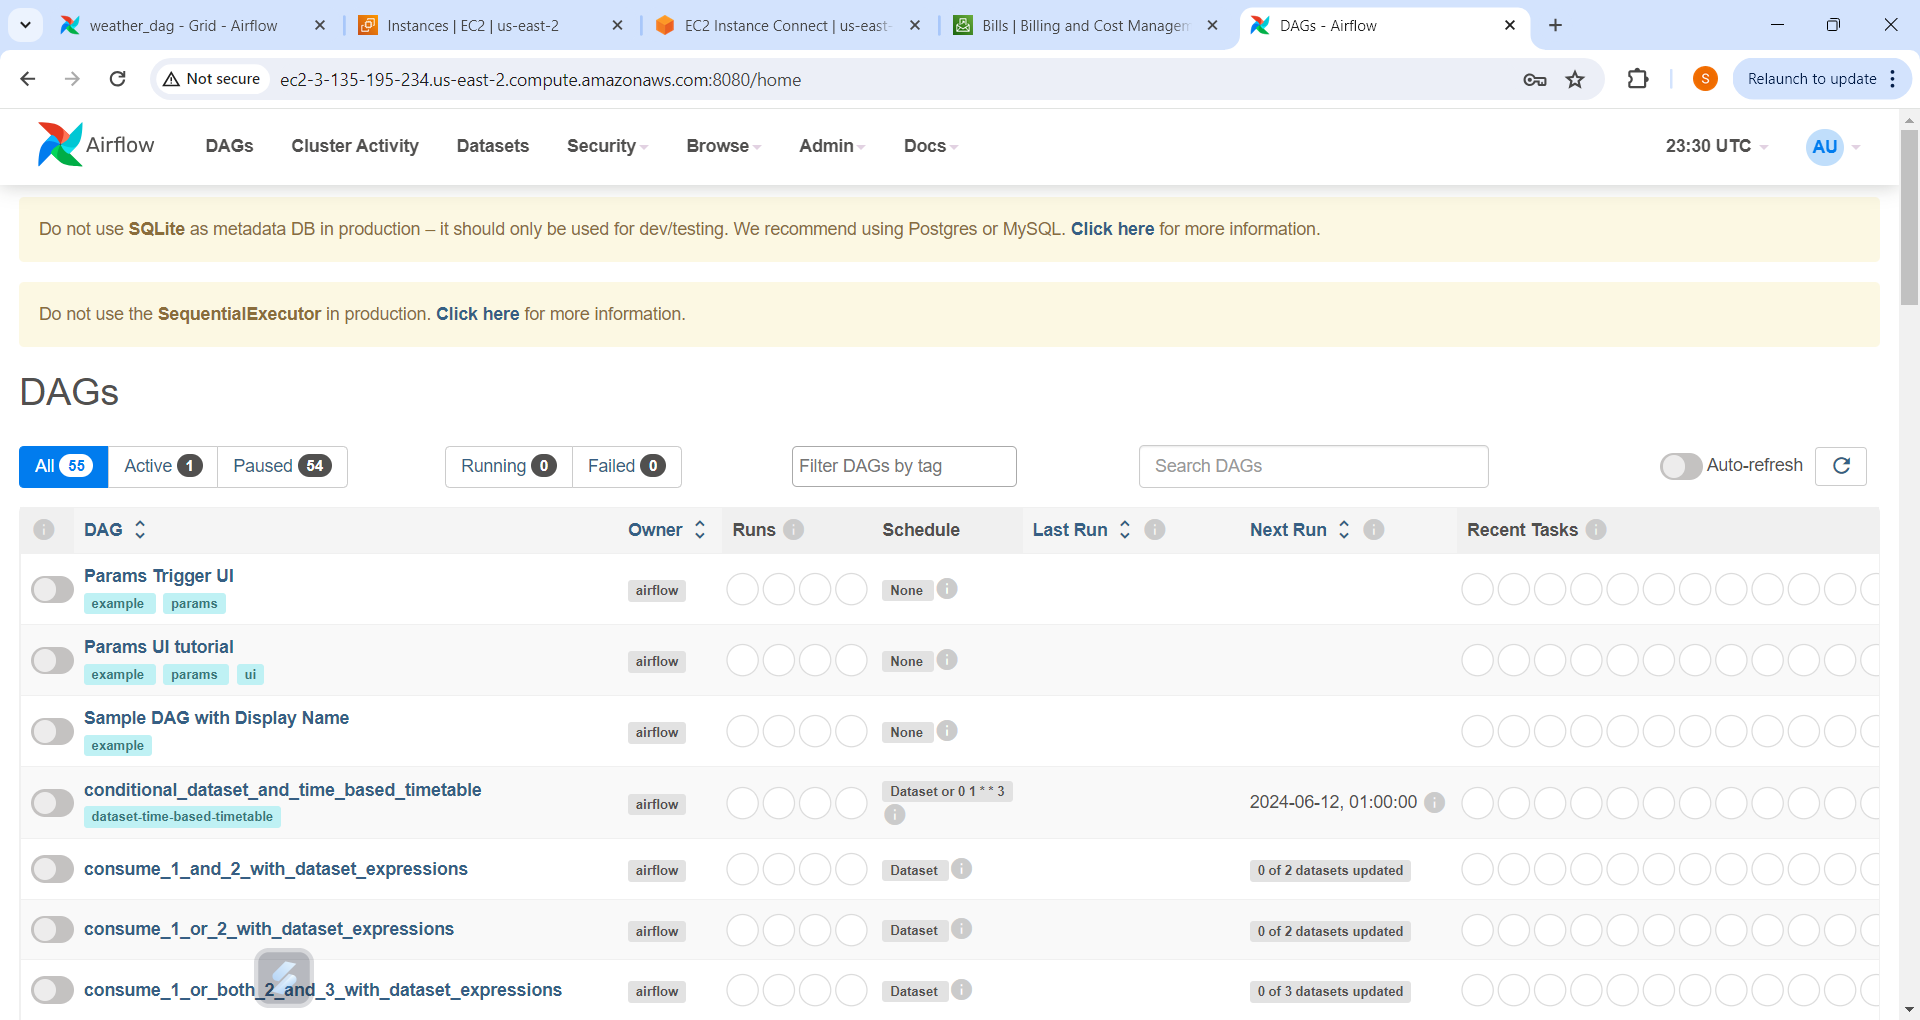 weather_dag - Grid - Airflow
Instances | EC2 | us-east-2
EC2 Instance Connect | us-east-
Bills | Billing and Cost Managem
DAGs - Airflow
Not secure
ec2-3-135-195-234.us-east-2.compute.amazonaws.com:8080/home
S
Relaunch to update
Airflow
DAGs
Cluster Activity
Datasets
Security
Browse
Admin
Docs
23:30 UTC
AU
Do not use SQLite as metadata DB in production – it should only be used for dev/testing. We recommend using Postgres or MySQL. Click here for more information.
Do not use the SequentialExecutor in production. Click here for more information.
DAGs
All 55
Active 1
Paused 54
Running 0
Failed 0
Filter DAGs by tag
Search DAGs
Auto-refresh
DAG
Owner
Runs
Schedule
Last Run
Next Run
Recent Tasks
Params Trigger UI
example params
airflow
None
Params UI tutorial
example params ui
airflow
None
Sample DAG with Display Name
example
airflow
None
conditional_dataset_and_time_based_timetable
dataset-time-based-timetable
airflow
Dataset or 0 1 * * 3
2024-06-12, 01:00:00
consume_1_and_2_with_dataset_expressions
airflow
Dataset
0 of 2 datasets updated
consume_1_or_2_with_dataset_expressions
airflow
Dataset
0 of 2 datasets updated
consume_1_or_both_2_and_3_with_dataset_expressions
airflow
Dataset
0 of 3 datasets updated